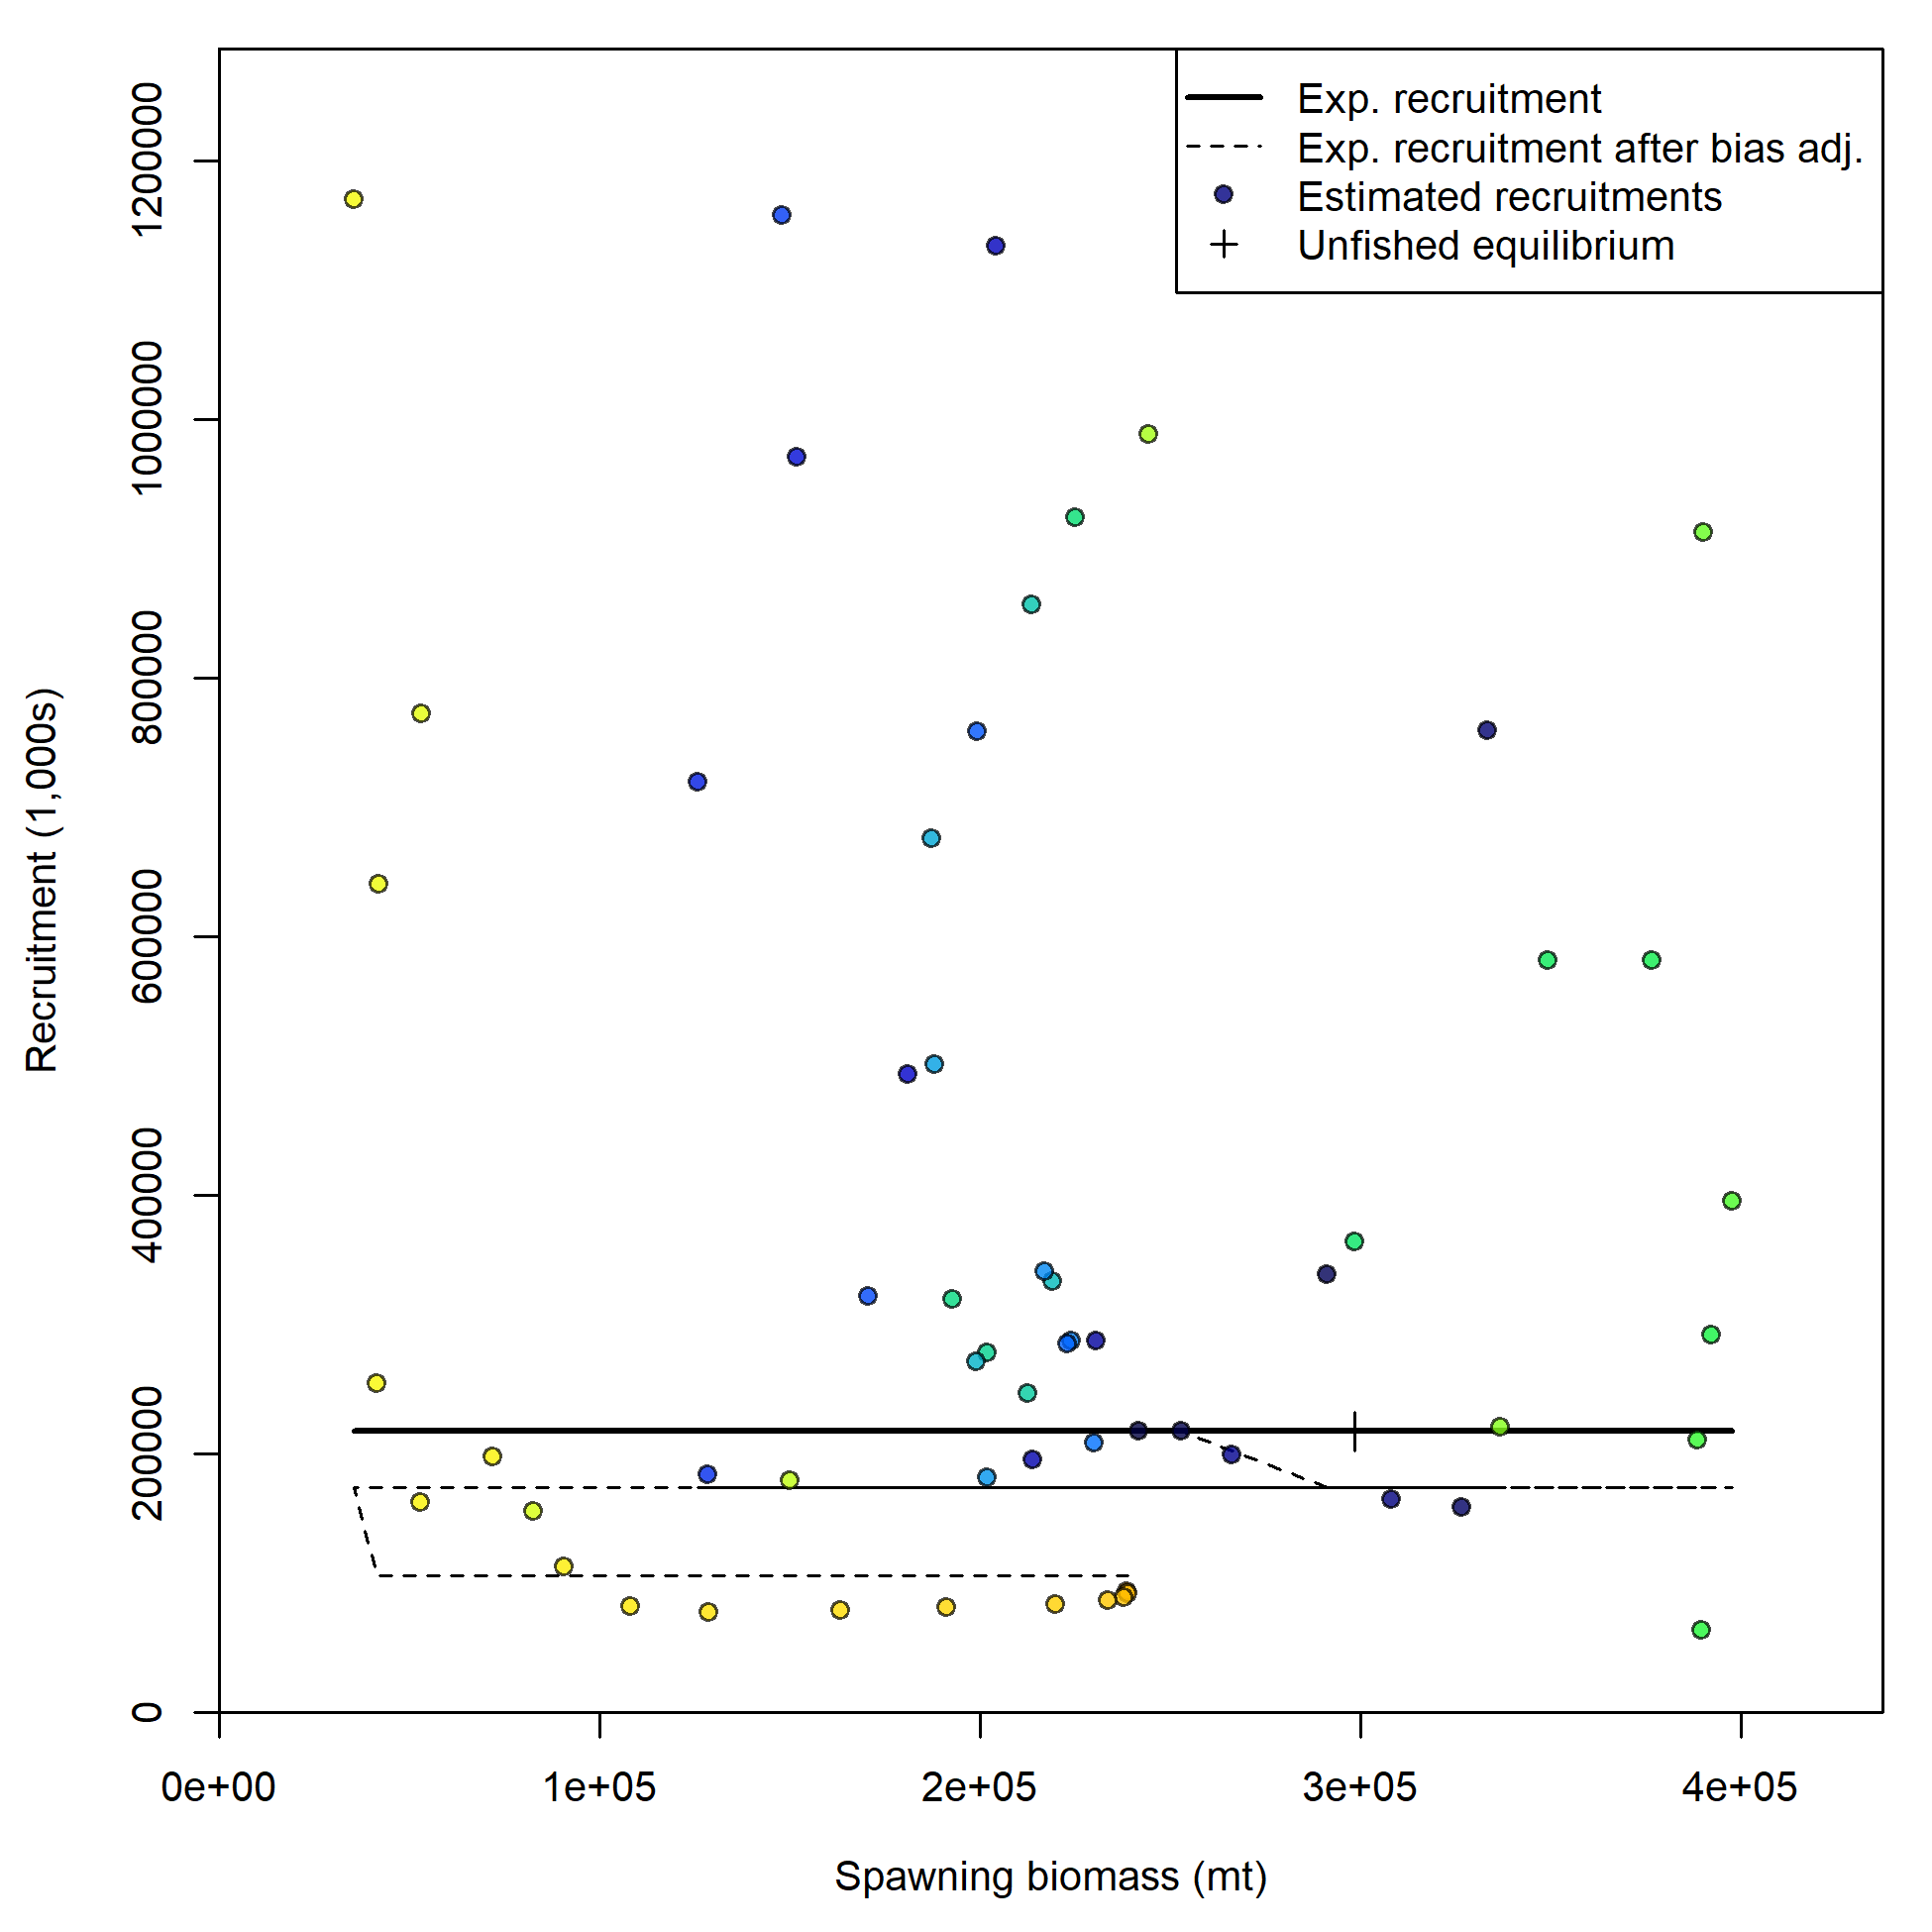 Exp. recruitment
Exp. recruitment after bias adj.
Estimated recruitments
Unfished equilibrium
1200000
1000000
800000
600000
400000
200000
0
Recruitment (1,000s)
0e+00 1e+05 2e+05 3e+05 4e+05
Spawning biomass (mt)